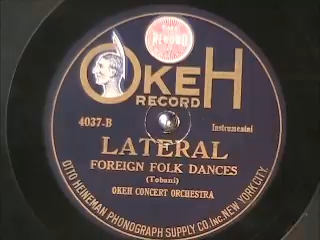 OKEH
RECORD
4037-B
Instrumental
LATERAL
FOREIGN FOLK DANCES
(Tobani)
OKEH CONCERT ORCHESTRA
OTTO HEINEMAN PHONOGRAPH SUPPLY CO., Inc. NEW YORK CITY.